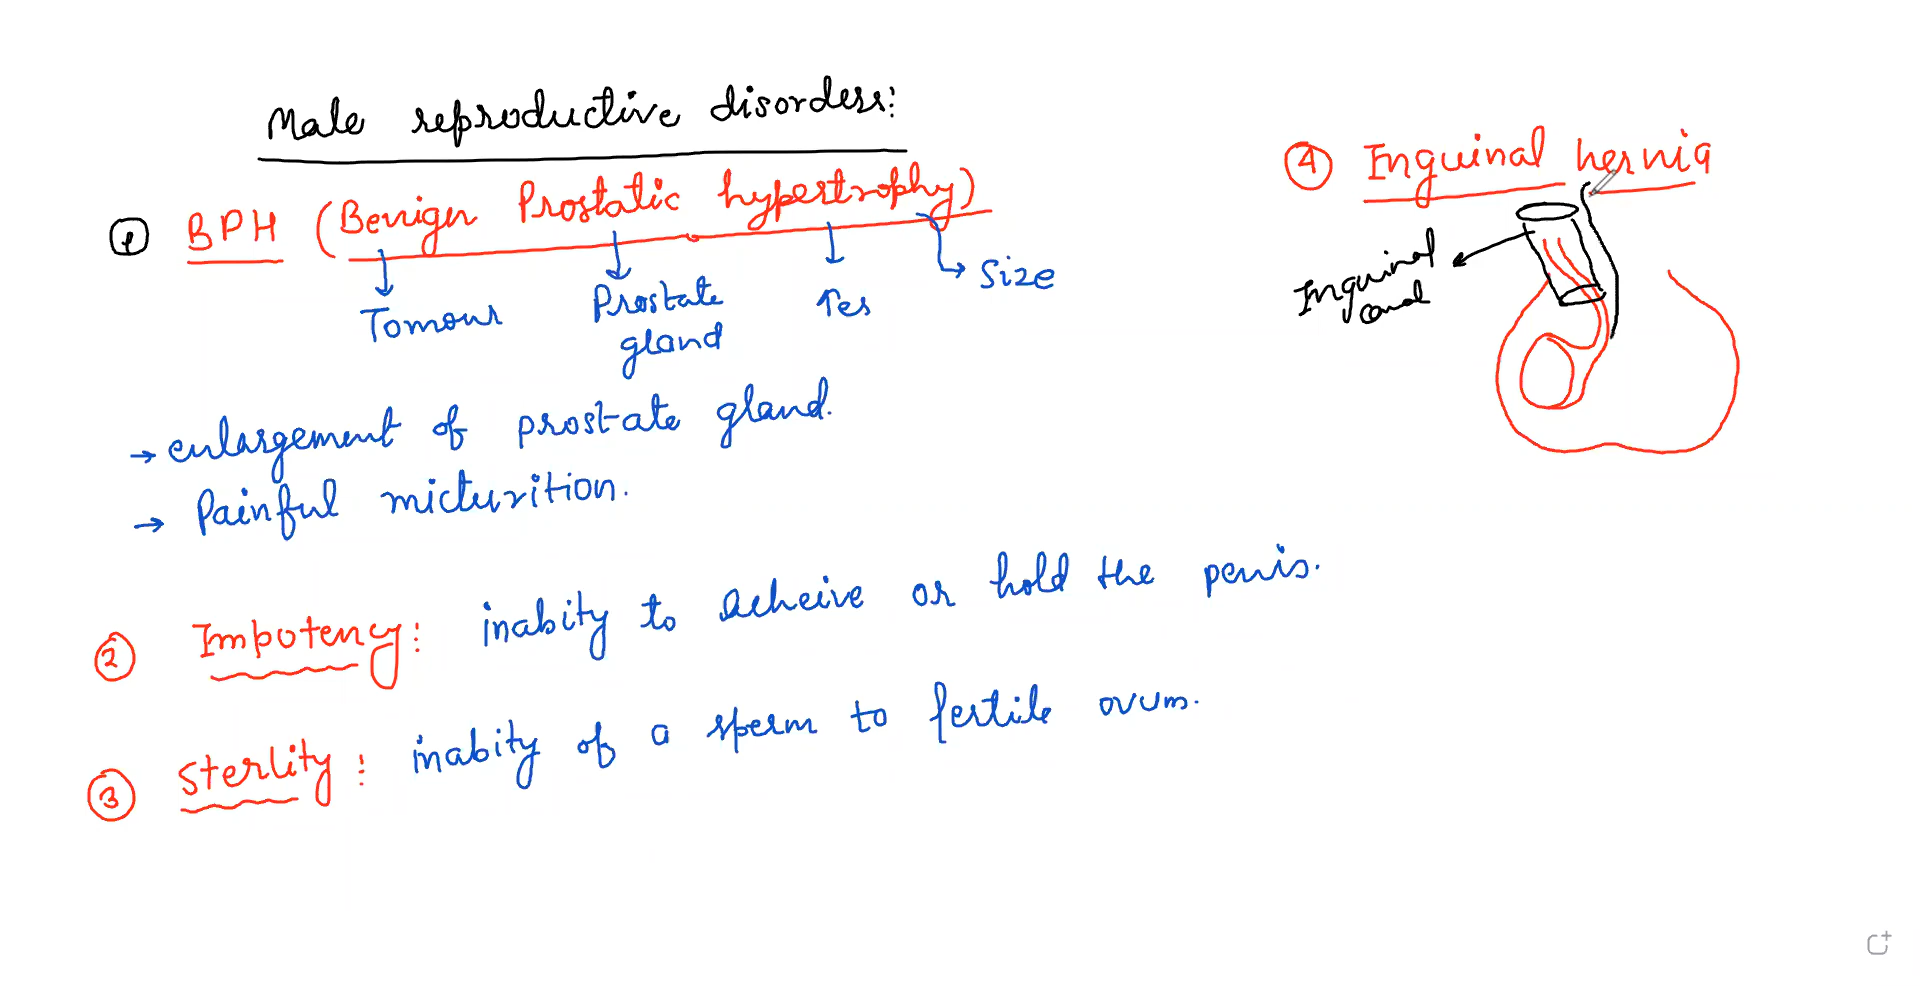 Male reproductive disorders:
① BPH (Benign Prostatic hypertrophy)
Tomour
Prostate
gland
↑es
Size
→ enlargement of prostate gland.
→ Painful micturition.
② Impotency: inabity to acheive or hold the penis.
③ Sterlity: inabity of a sperm to fertile ovum.
④ Inguinal hernia
Inguinal
canal